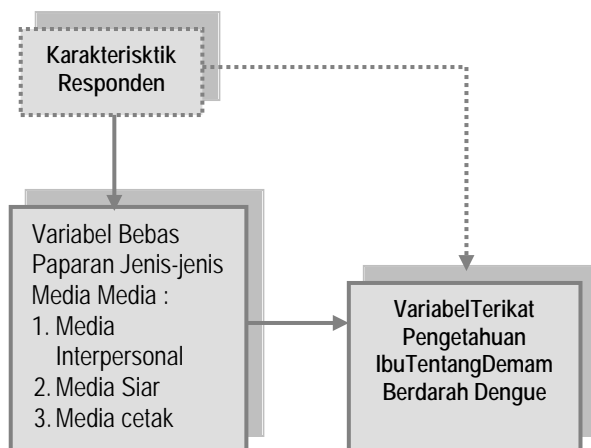 Karakterisktik
Responden
Variabel Bebas
Paparan Jenis-jenis
Media Media :
1. Media
Interpersonal
2. Media Siar
3. Media cetak
VariabelTerikat
Pengetahuan
IbuTentangDemam
Berdarah Dengue